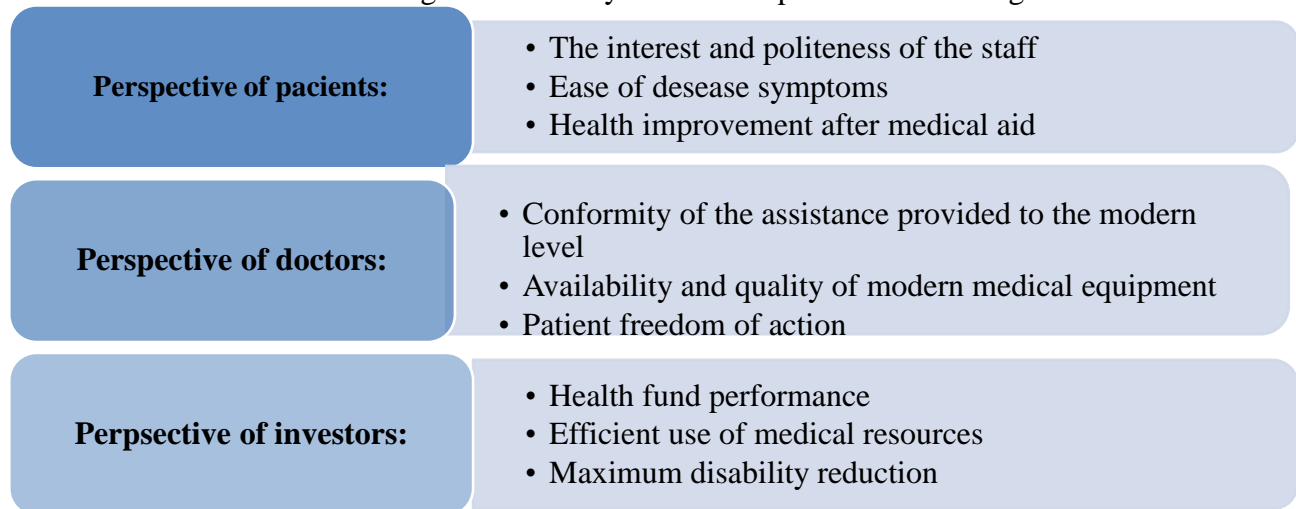 Perspective of pacients:
• The interest and politeness of the staff
• Ease of desease symptoms
• Health improvement after medical aid
Perspective of doctors:
• Conformity of the assistance provided to the modern
level
• Availability and quality of modern medical equipment
• Patient freedom of action
Perpsective of investors:
• Health fund performance
• Efficient use of medical resources
• Maximum disability reduction